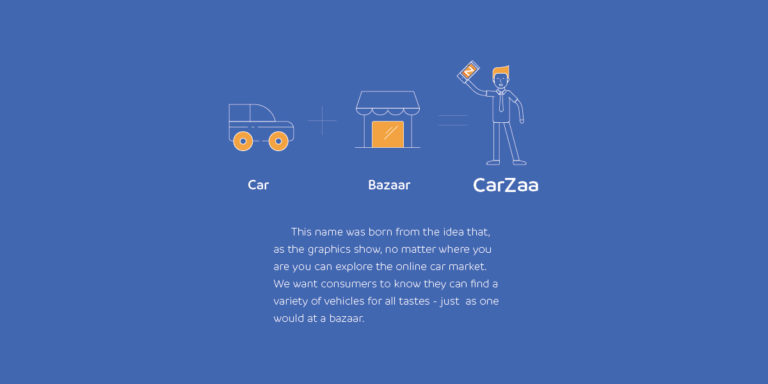 Car
Bazaar
CarZaa
This name was born from the idea that,
as the graphics show, no matter where you
are you can explore the online car market.
We want consumers to know they can find a
variety of vehicles for all tastes - just as one
would at a bazaar.